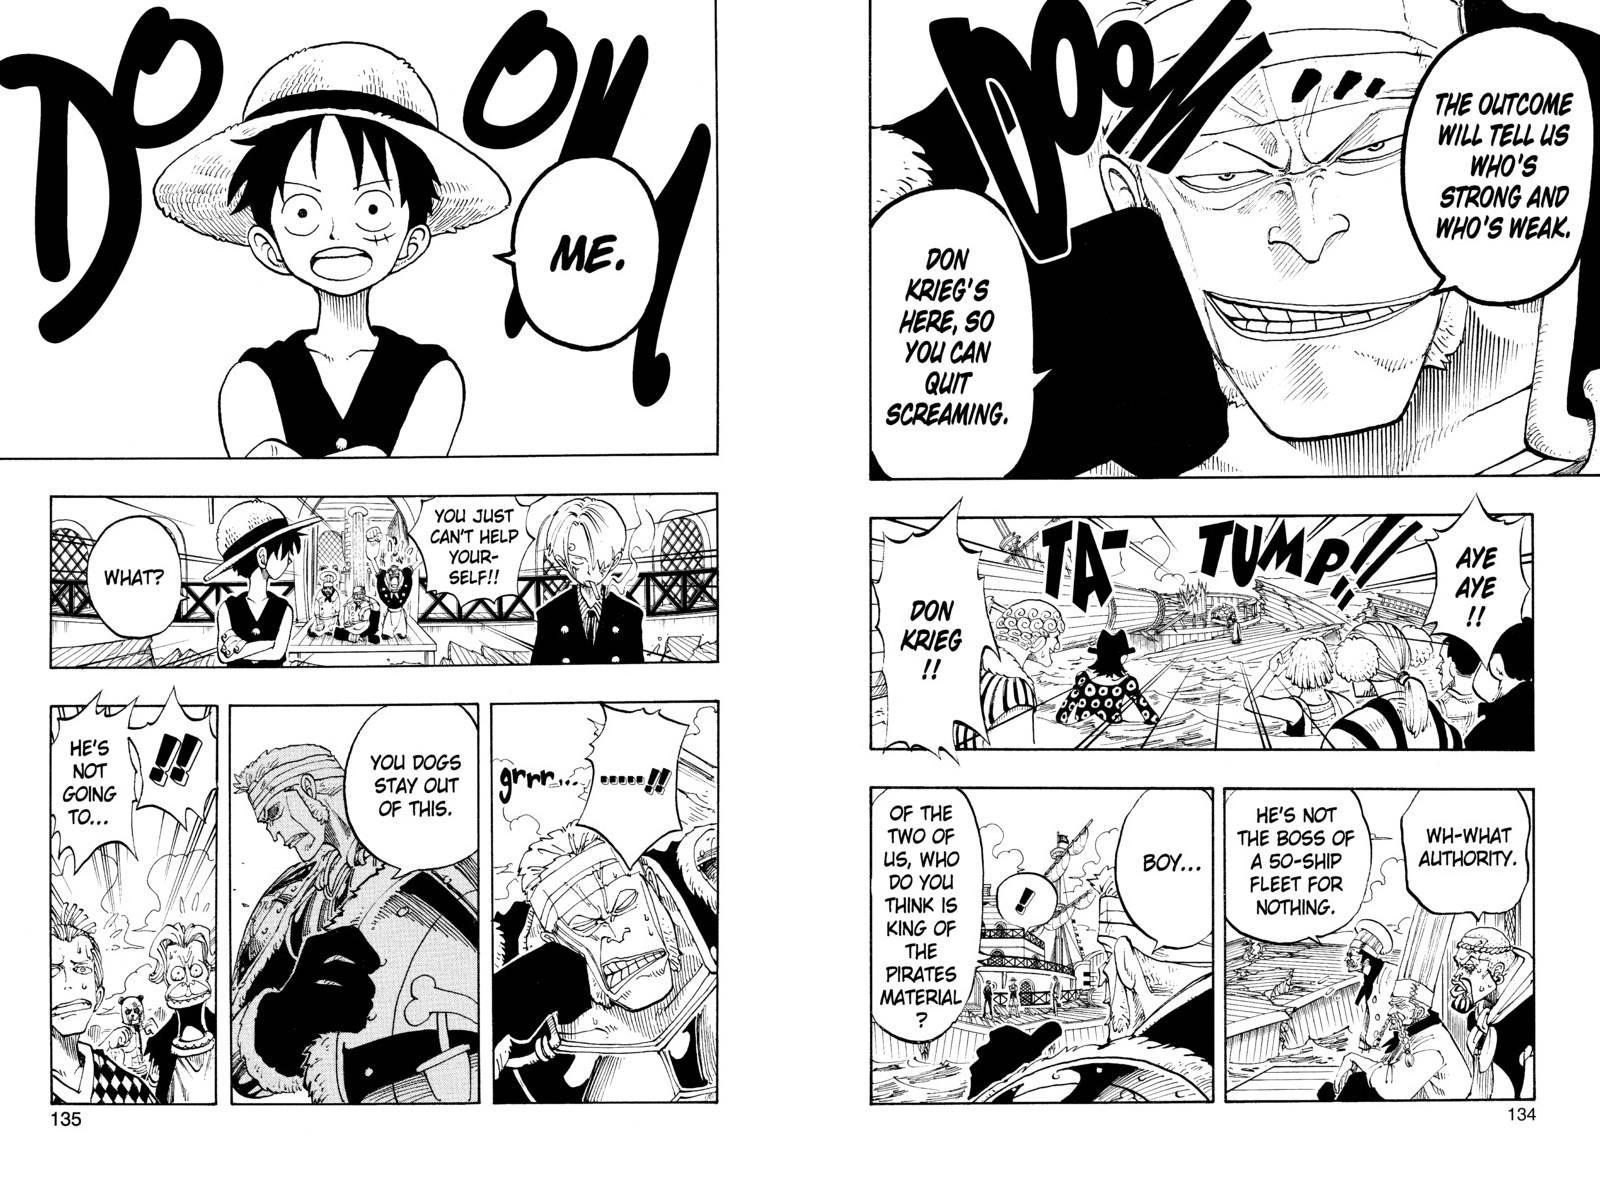 THE OUTCOME
WILL TELL US
WHO'S
STRONG AND
WHO'S WEAK.
DOOM
DON
KRIEG'S
HERE, SO
YOU CAN
QUIT
SCREAMING.
AYE
AYE
!!
TA-
TUMP!!
DON
KRIEG
!!
WH-WHAT
AUTHORITY.
HE'S NOT
THE BOSS OF
A 50-SHIP
FLEET FOR
NOTHING.
BOY...
!
OF THE
TWO OF
US, WHO
DO YOU
THINK IS
KING OF
THE
PIRATES
MATERIAL
?
134
DOOM
ME.
YOU JUST
CAN'T HELP
YOUR-
SELF!!
WHAT?
......!!
grrr...
YOU DOGS
STAY OUT
OF THIS.
!!
HE'S
NOT
GOING
TO...
135